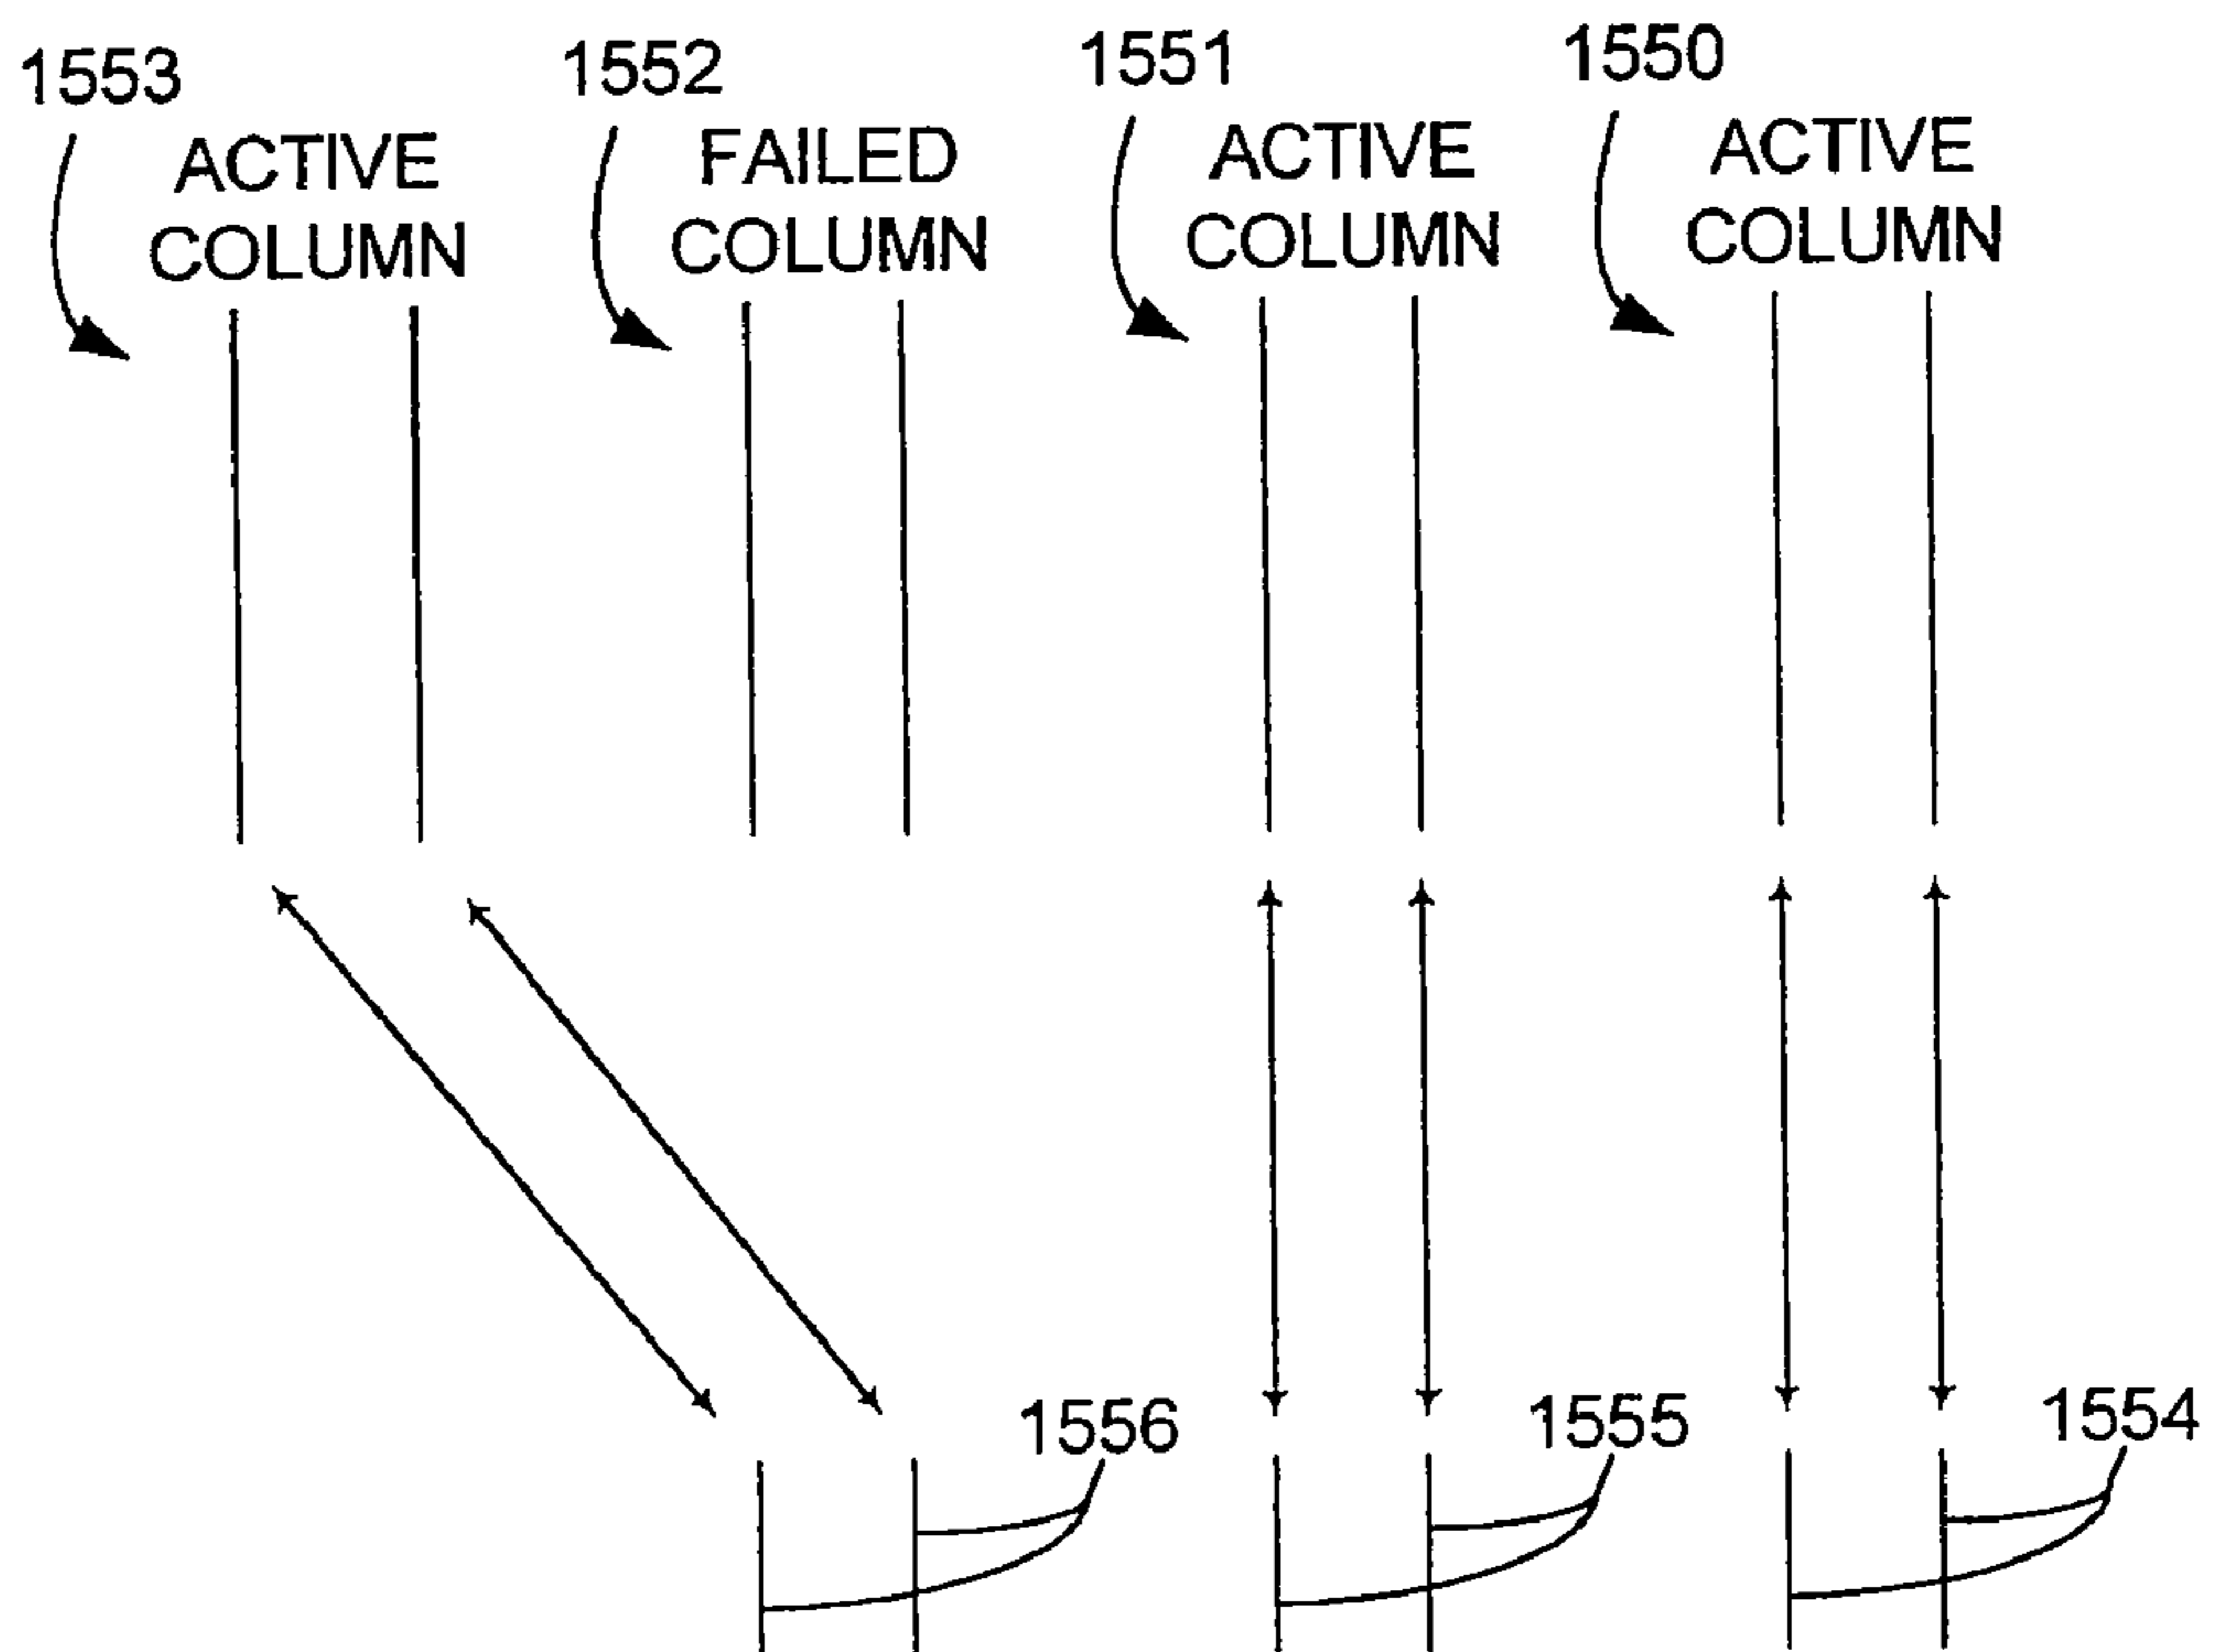 1553
ACTIVE
COLUMN
1552
FAILED
COLUMN
1551
ACTIVE
COLUMN
1550
ACTIVE
COLUMN
1556
1555
1554